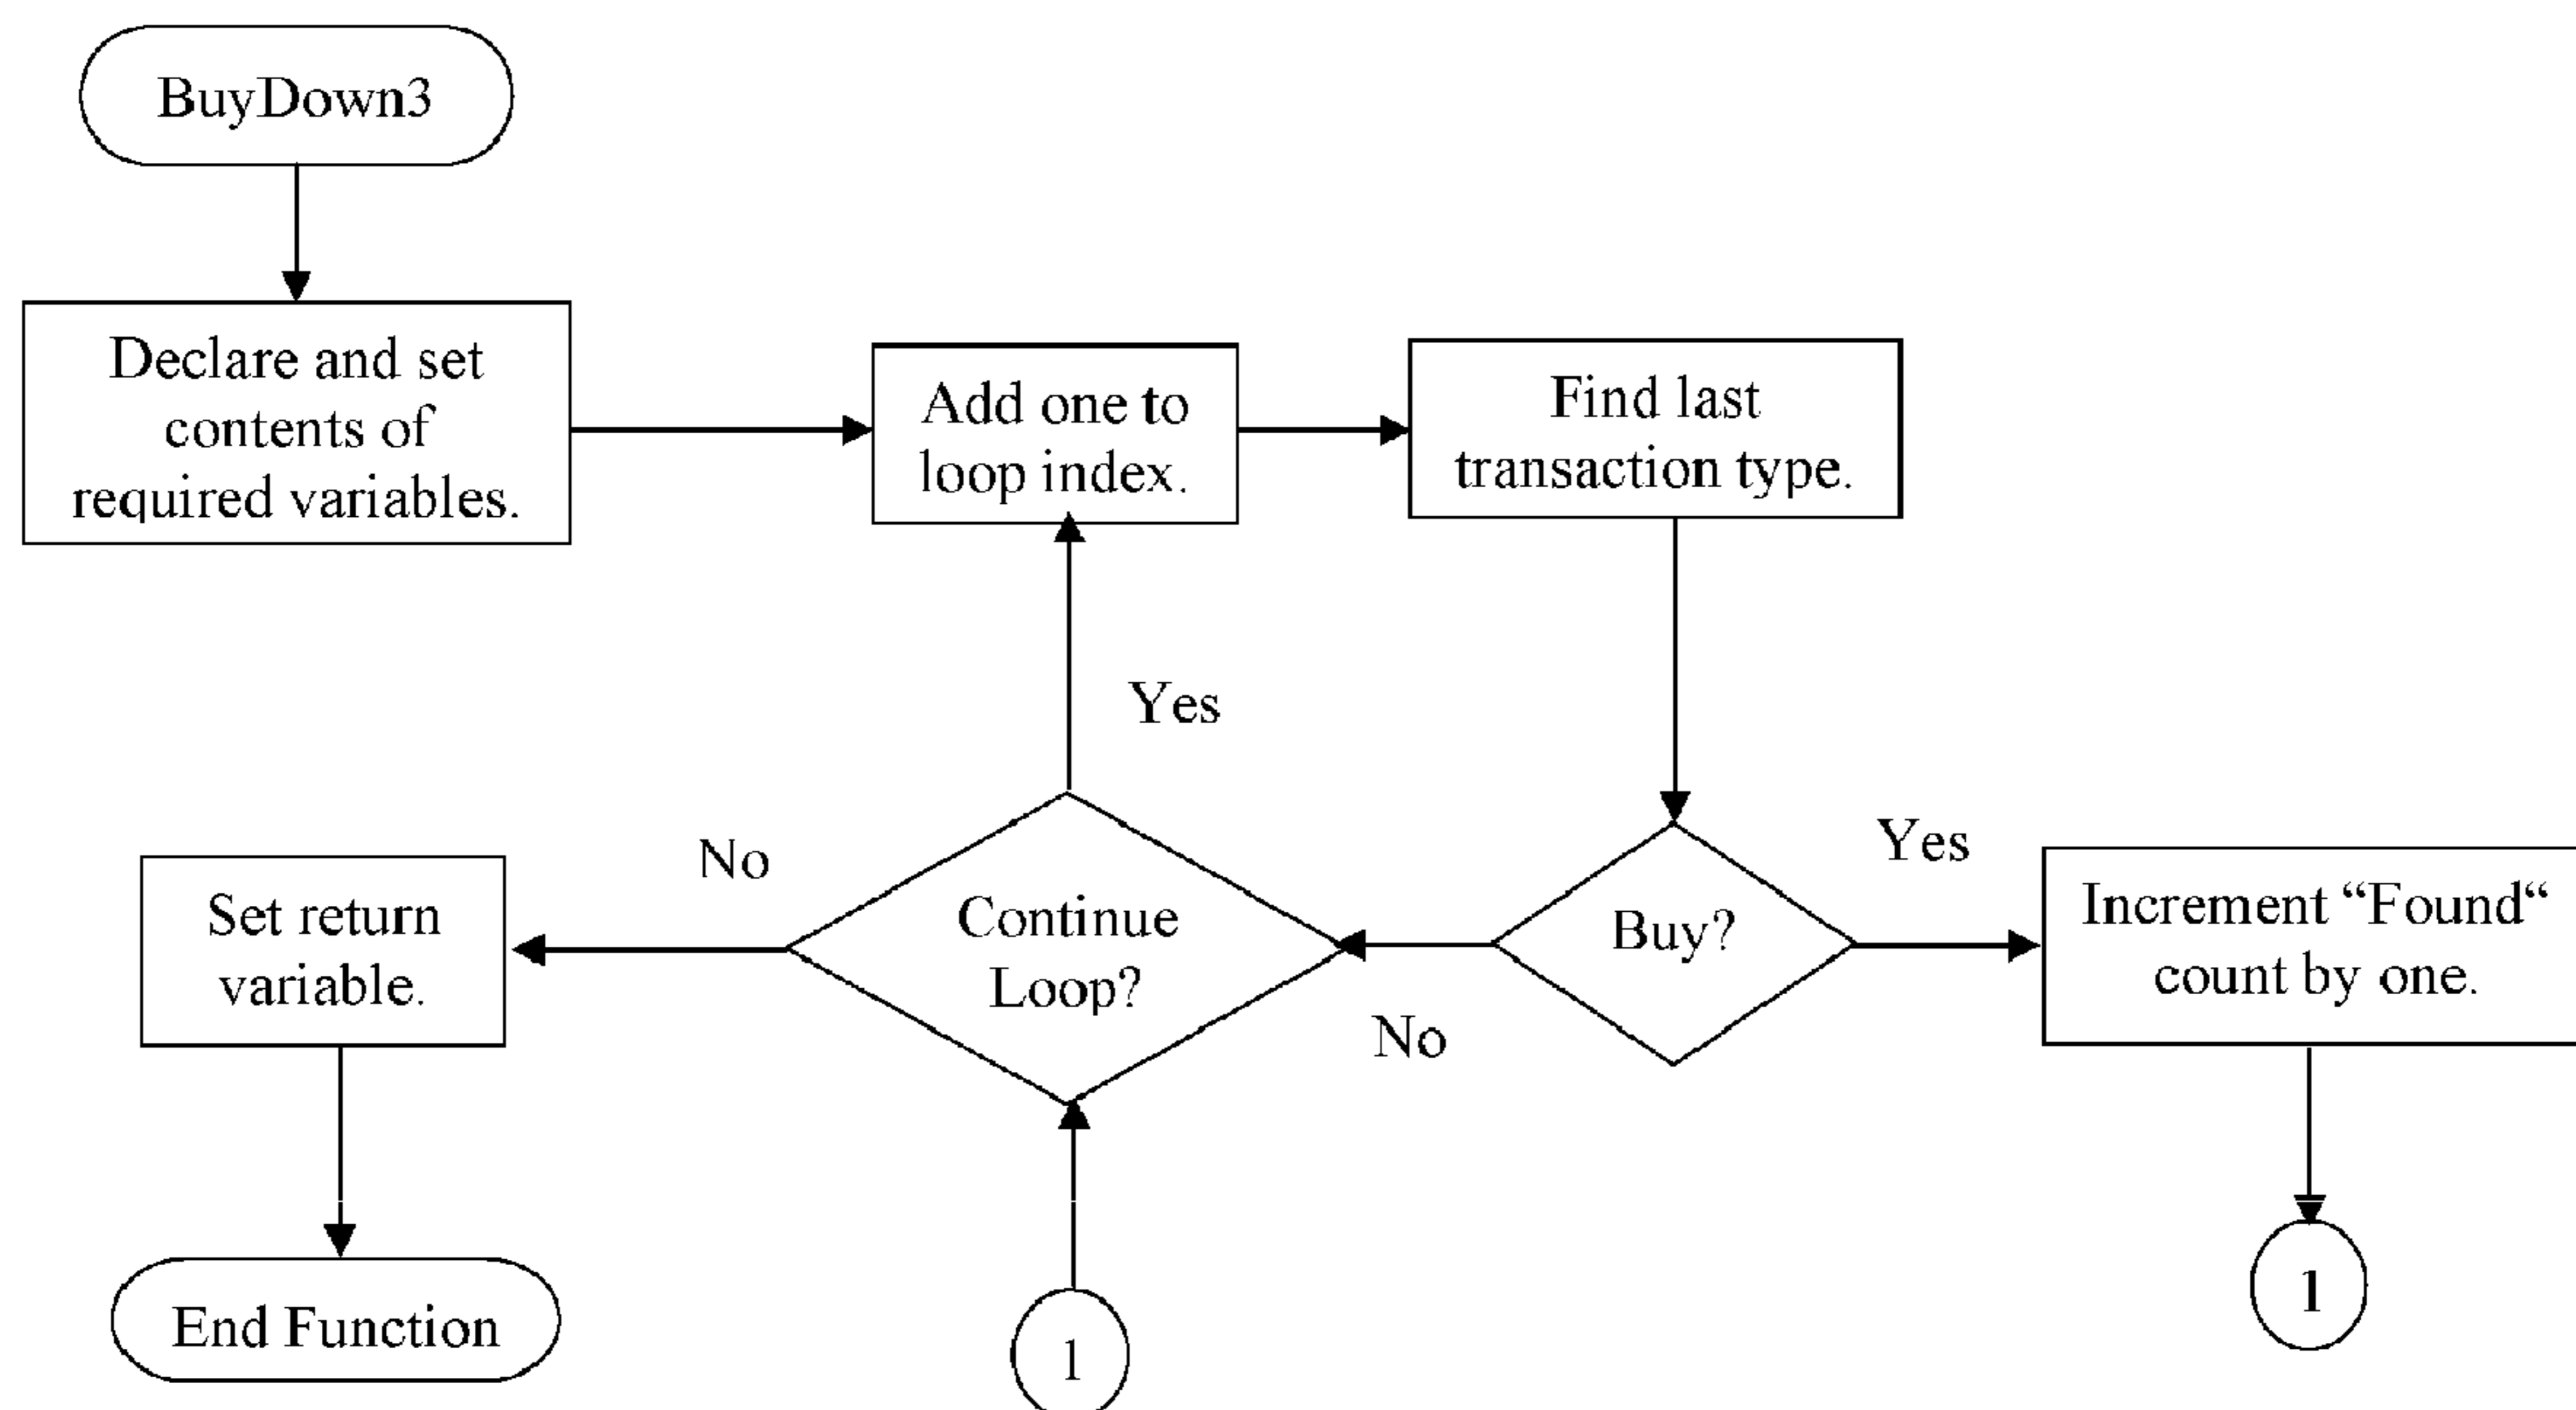 BuyDown3
Declare and set
contents of
required variables.
Add one to
loop index.
Find last
transaction type.
Yes
No
Yes
Set return
variable.
Continue
Loop?
Buy?
Increment “Found“
count by one.
No
End Function
1
1